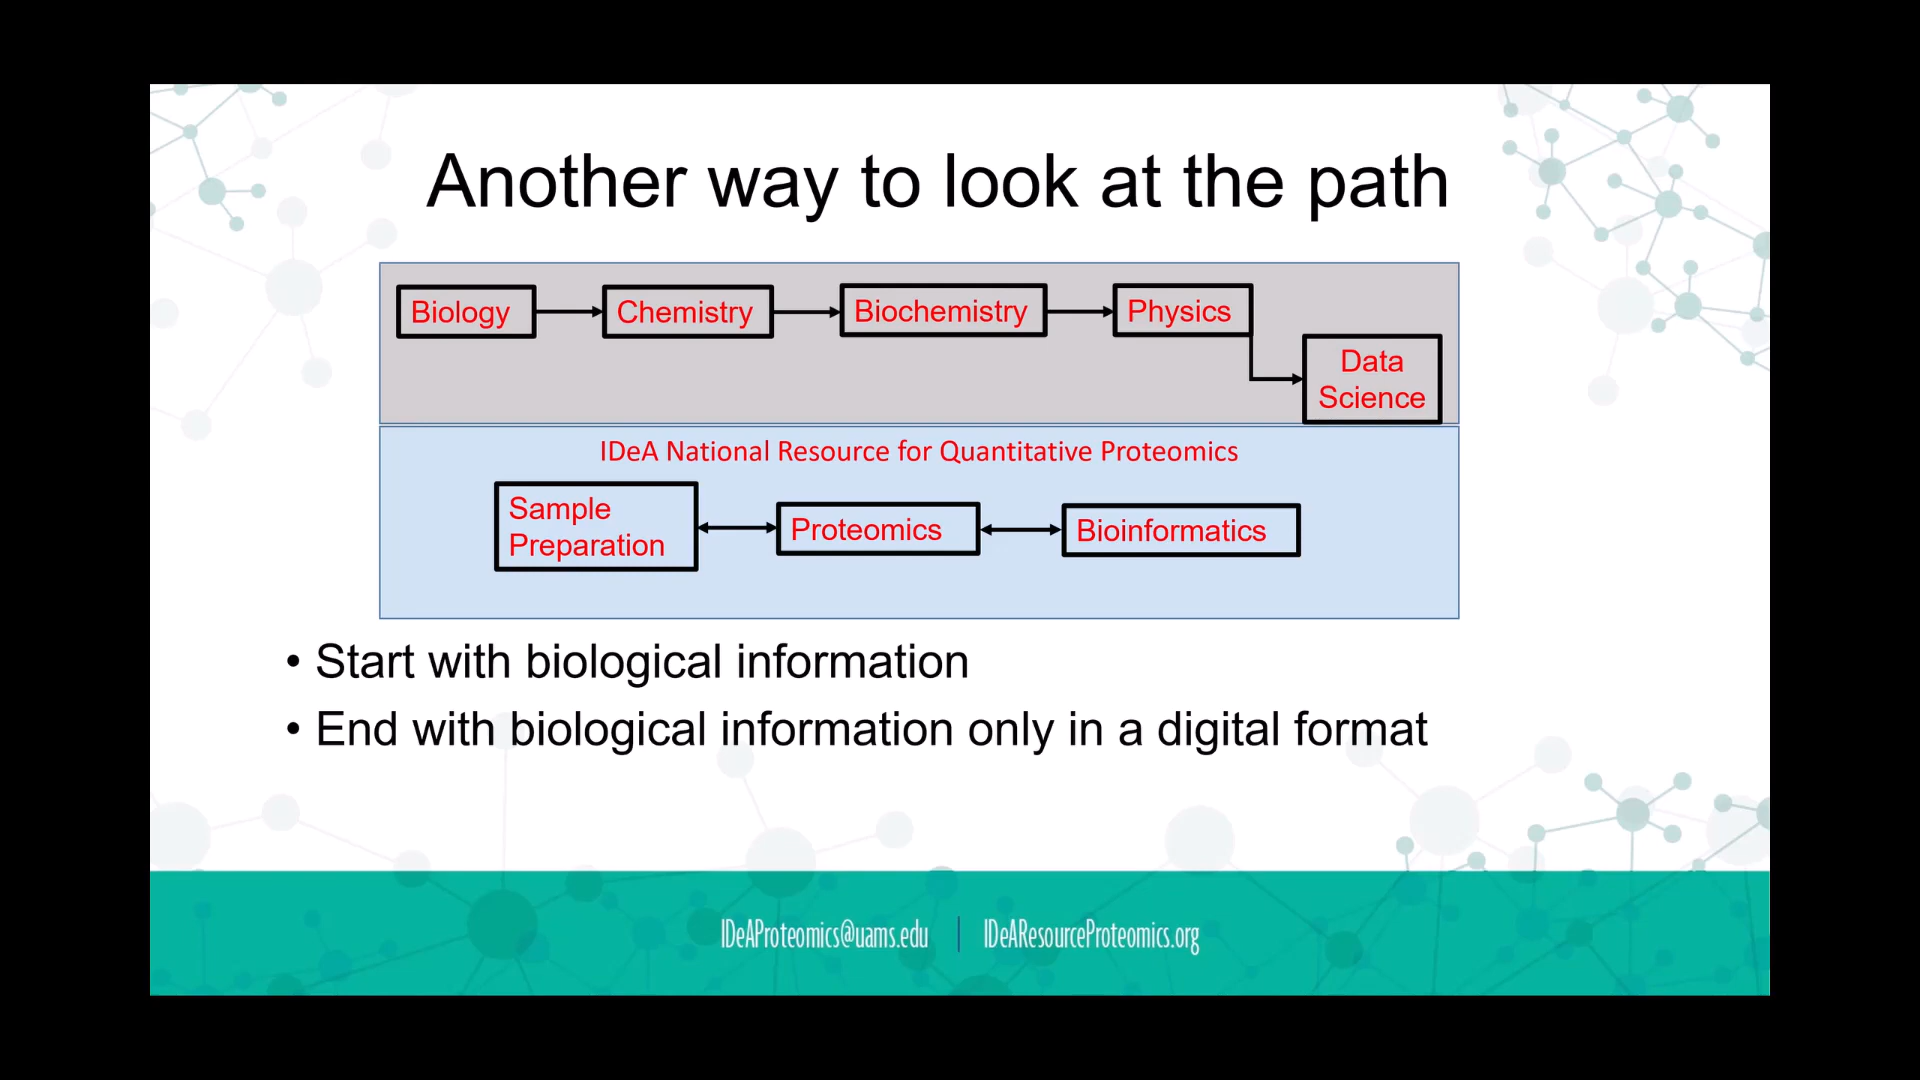 Another way to look at the path
Biology
Chemistry
Biochemistry
Physics
Data
Science
IDeA National Resource for Quantitative Proteomics
Sample
Preparation
Proteomics
Bioinformatics
• Start with biological information
• End with biological information only in a digital format
IDeAProteomics@uams.edu | IDeAResourceProteomics.org